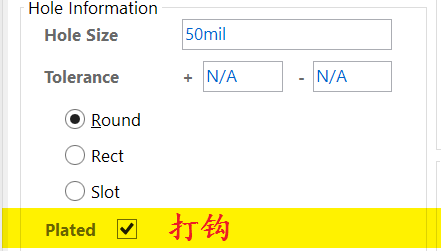 Hole Information
Hole Size 50mil
Tolerance + N/A - N/A
Round
Rect
Slot
Plated 打钩